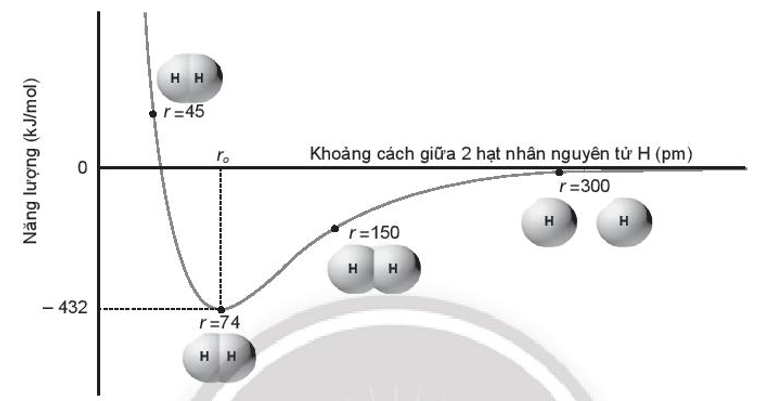 Năng lượng (kJ/mol)
H H
r =45
0
r₀
Khoảng cách giữa 2 hạt nhân nguyên tử H (pm)
r=300
H H
r =150
H H
– 432
r =74
H H